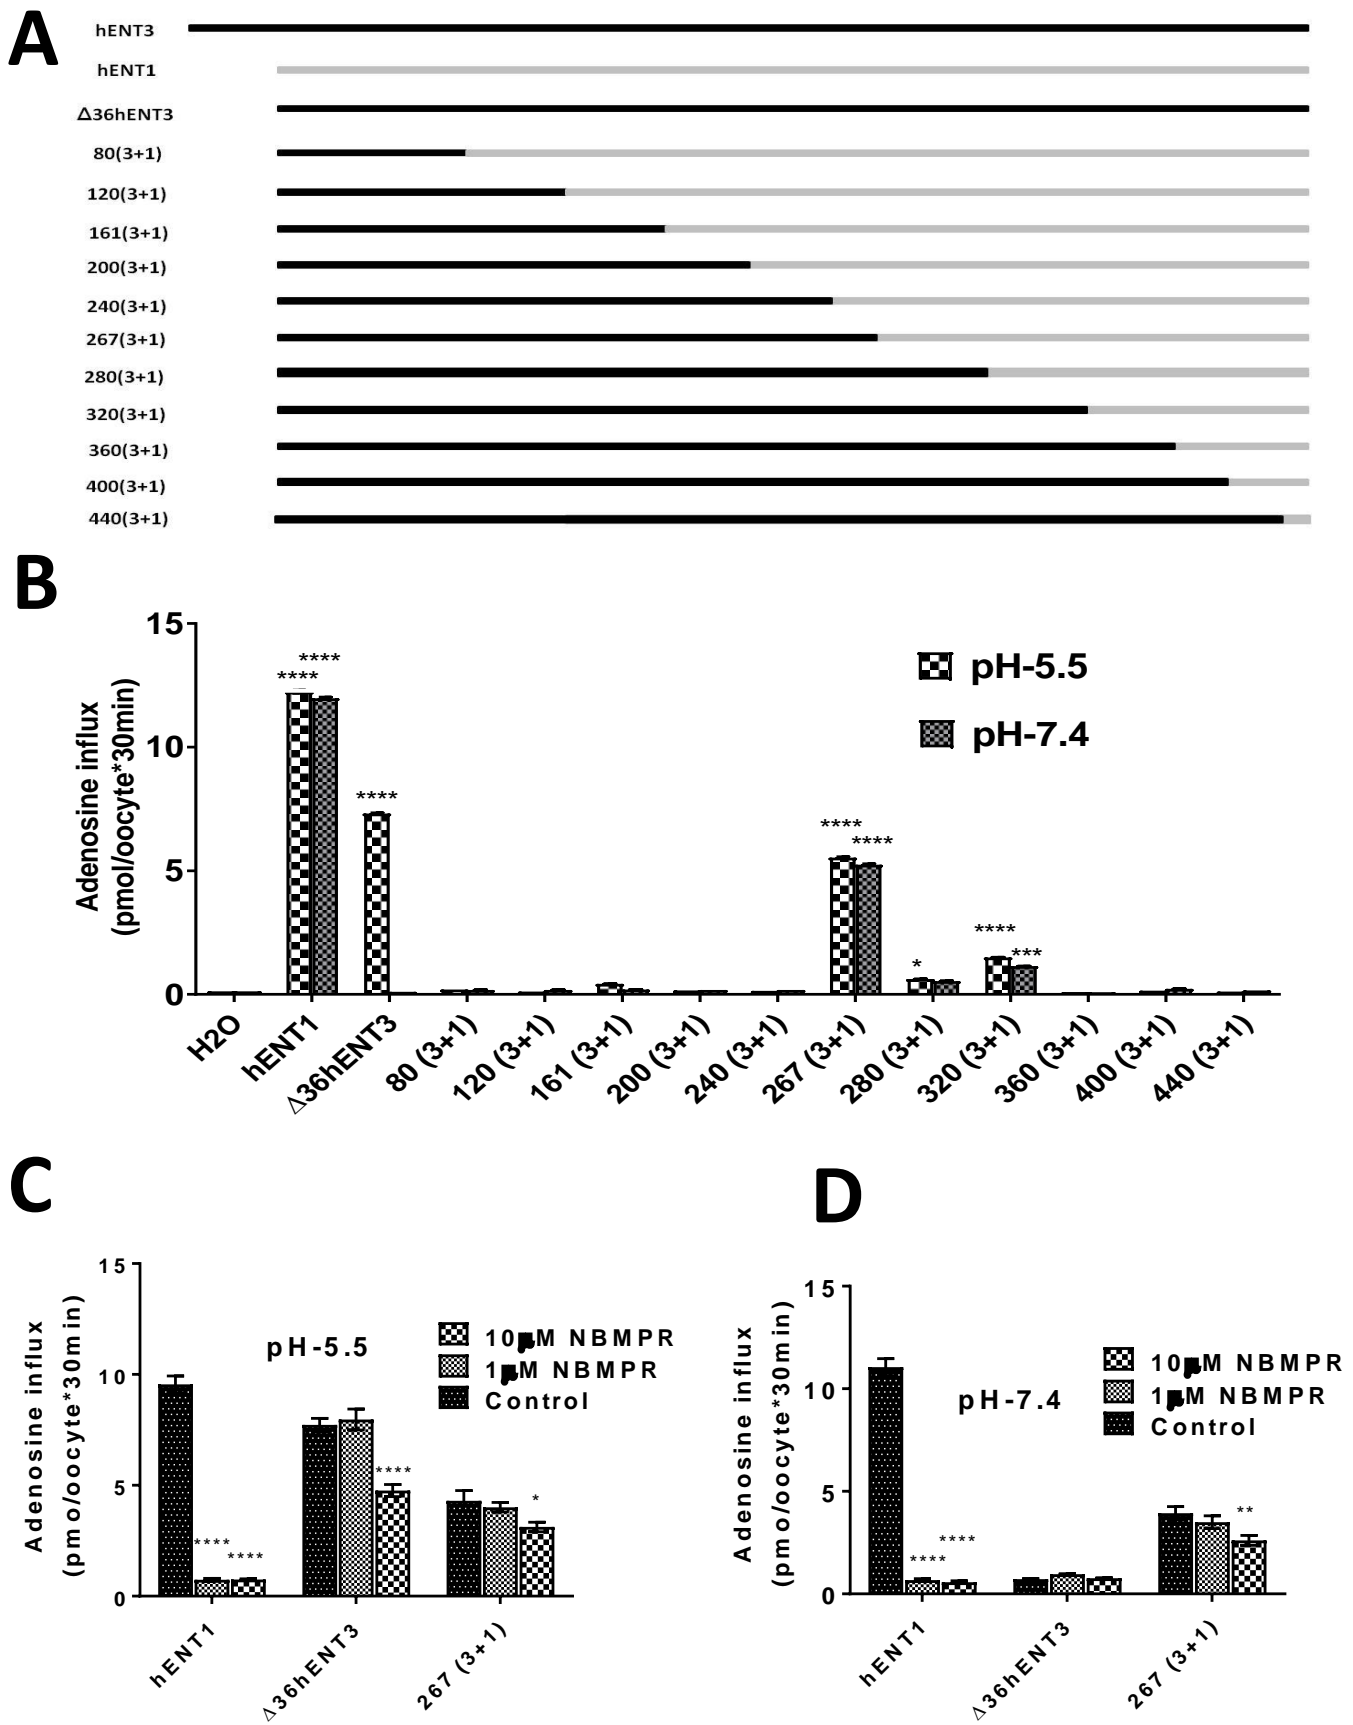 A
hENT3
hENT1
Δ36hENT3
80(3+1)
120(3+1)
161(3+1)
200(3+1)
240(3+1)
267(3+1)
280(3+1)
320(3+1)
360(3+1)
400(3+1)
440(3+1)
B
Adenosine influx
(pmol/oocyte*30min)
15
10
5
0
****
****
****
****
****
*
****
***
pH-5.5
pH-7.4
H2O
hENT1
Δ36hENT3
80 (3+1)
120 (3+1)
161 (3+1)
200 (3+1)
240 (3+1)
267 (3+1)
280 (3+1)
320 (3+1)
360 (3+1)
400 (3+1)
440 (3+1)
C
Adenosine influx
(pmo/oocyte*30min)
15
10
5
0
pH-5.5
10μM NBMPR
1μM NBMPR
Control
****
****
****
*
hENT1
Δ36hENT3
267 (3+1)
D
Adenosine influx
(pmo/oocyte*30min)
15
10
5
0
pH-7.4
10μM NBMPR
1μM NBMPR
Control
****
****
**
hENT1
Δ36hENT3
267 (3+1)